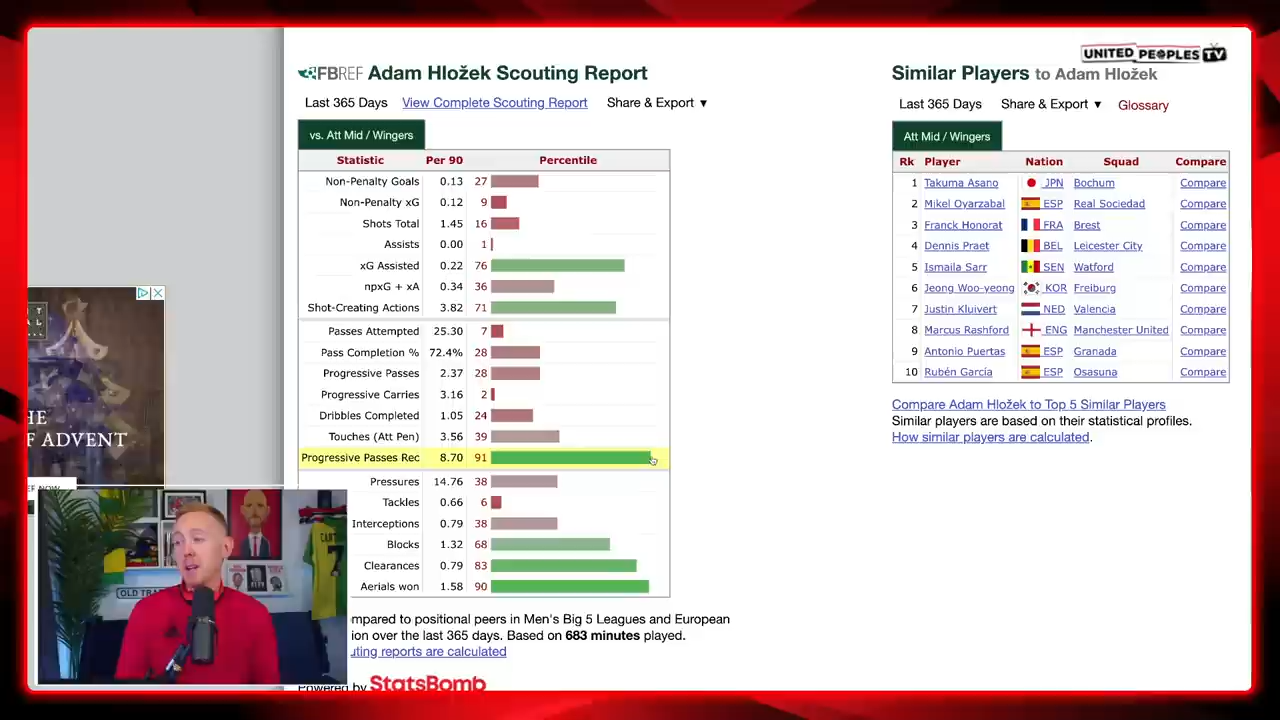 UNITED PEOPLES TV
FBREF Adam Hložek Scouting Report
Last 365 Days View Complete Scouting Report Share & Export ▼
vs. Att Mid / Wingers
Statistic Per 90 Percentile
Non-Penalty Goals 0.13 27
Non-Penalty xG 0.12 9
Shots Total 1.45 16
Assists 0.00 1
xG Assisted 0.22 76
npxG + xA 0.34 36
Shot-Creating Actions 3.82 71
Passes Attempted 25.30 7
Pass Completion % 72.4% 28
Progressive Passes 2.37 28
Progressive Carries 3.16 2
Dribbles Completed 1.05 24
Touches (Att Pen) 3.56 39
Progressive Passes Rec 8.70 91
Pressures 14.76 38
Tackles 0.66 6
Interceptions 0.79 38
Blocks 1.32 68
Clearances 0.79 83
Aerials won 1.58 90
mpared to positional peers in Men's Big 5 Leagues and European
ion over the last 365 days. Based on 683 minutes played.
uting reports are calculated
Powered by StatsBomb
Similar Players to Adam Hložek
Last 365 Days Share & Export ▼ Glossary
Att Mid / Wingers
Rk Player Nation Squad Compare
1 Takuma Asano JPN Bochum Compare
2 Mikel Oyarzabal ESP Real Sociedad Compare
3 Franck Honorat FRA Brest Compare
4 Dennis Praet BEL Leicester City Compare
5 Ismaila Sarr SEN Watford Compare
6 Jeong Woo-yeong KOR Freiburg Compare
7 Justin Kluivert NED Valencia Compare
8 Marcus Rashford ENG Manchester United Compare
9 Antonio Puertas ESP Granada Compare
10 Rubén García ESP Osasuna Compare
Compare Adam Hložek to Top 5 Similar Players
Similar players are based on their statistical profiles.
How similar players are calculated.
HE
F ADVENT
OLD TRA